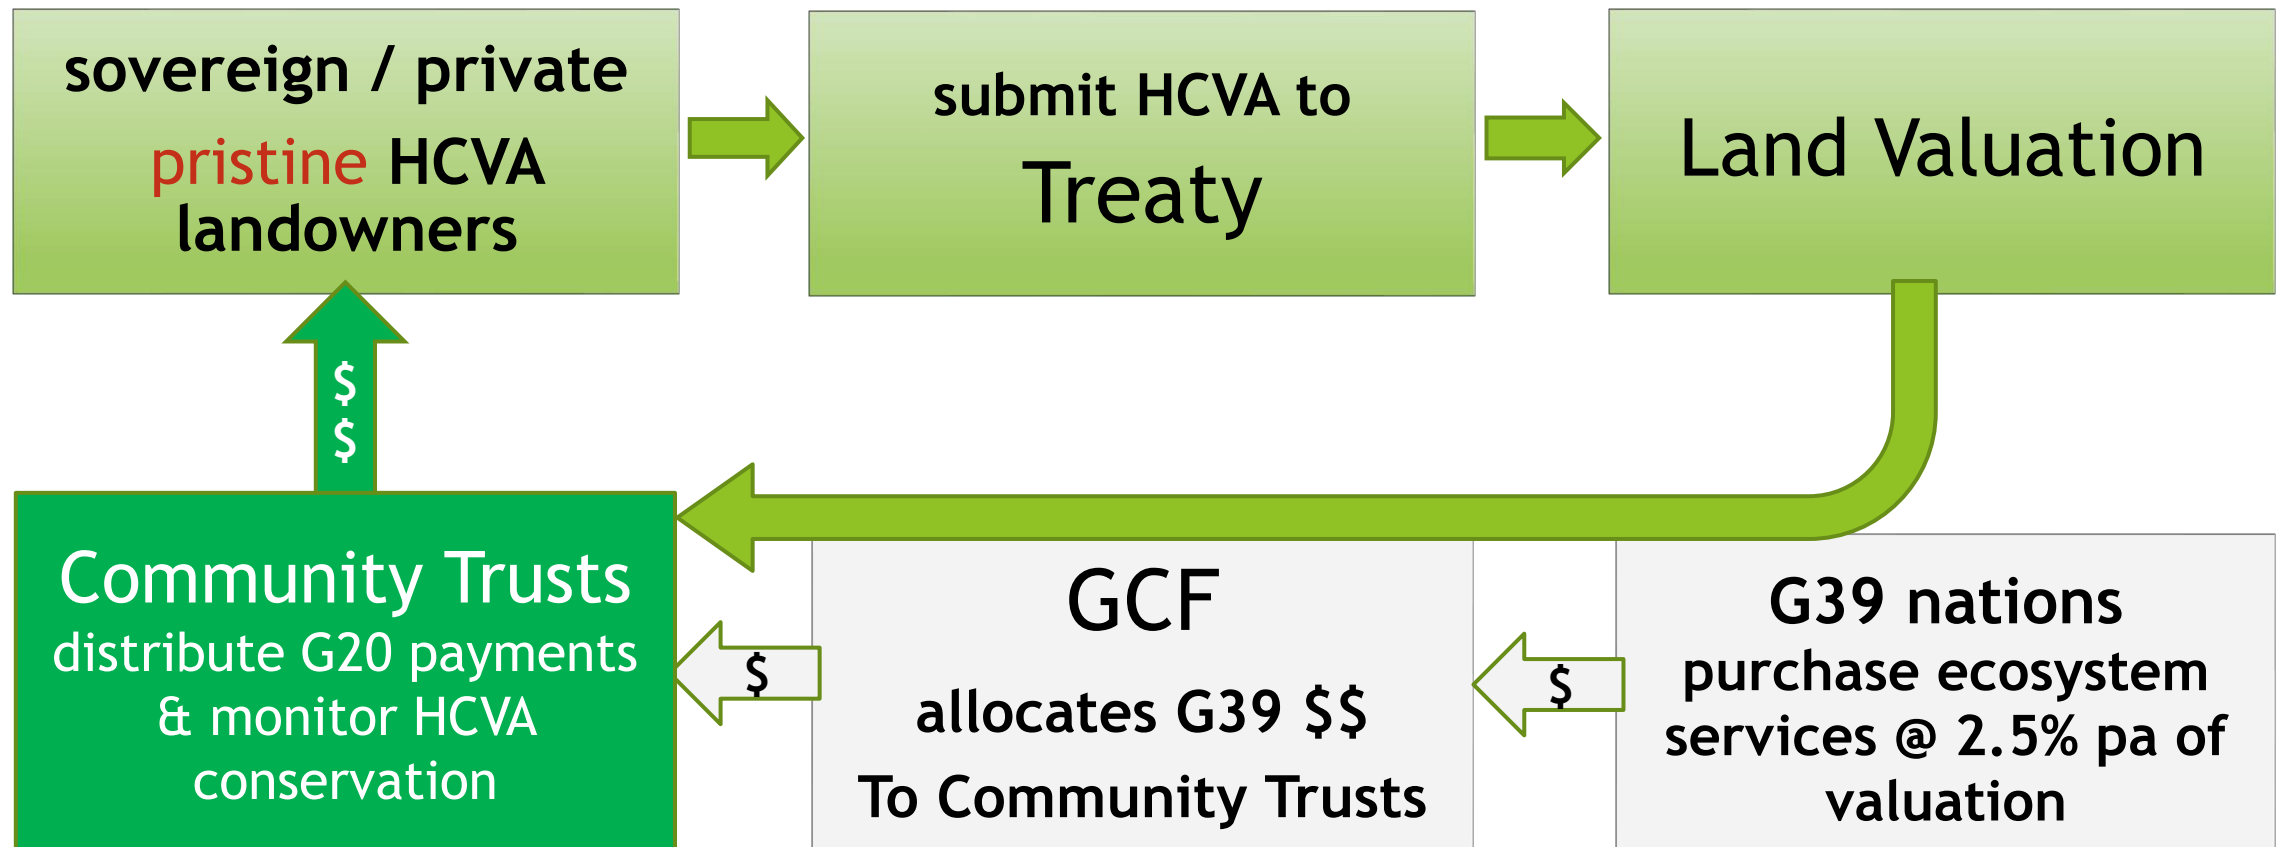 sovereign / private
pristine HCVA
landowners
submit HCVA to
Treaty
Land Valuation
$
$
Community Trusts
distribute G20 payments
& monitor HCVA
conservation
$
GCF
allocates G39 $$
To Community Trusts
$
G39 nations
purchase ecosystem
services @ 2.5% pa of
valuation